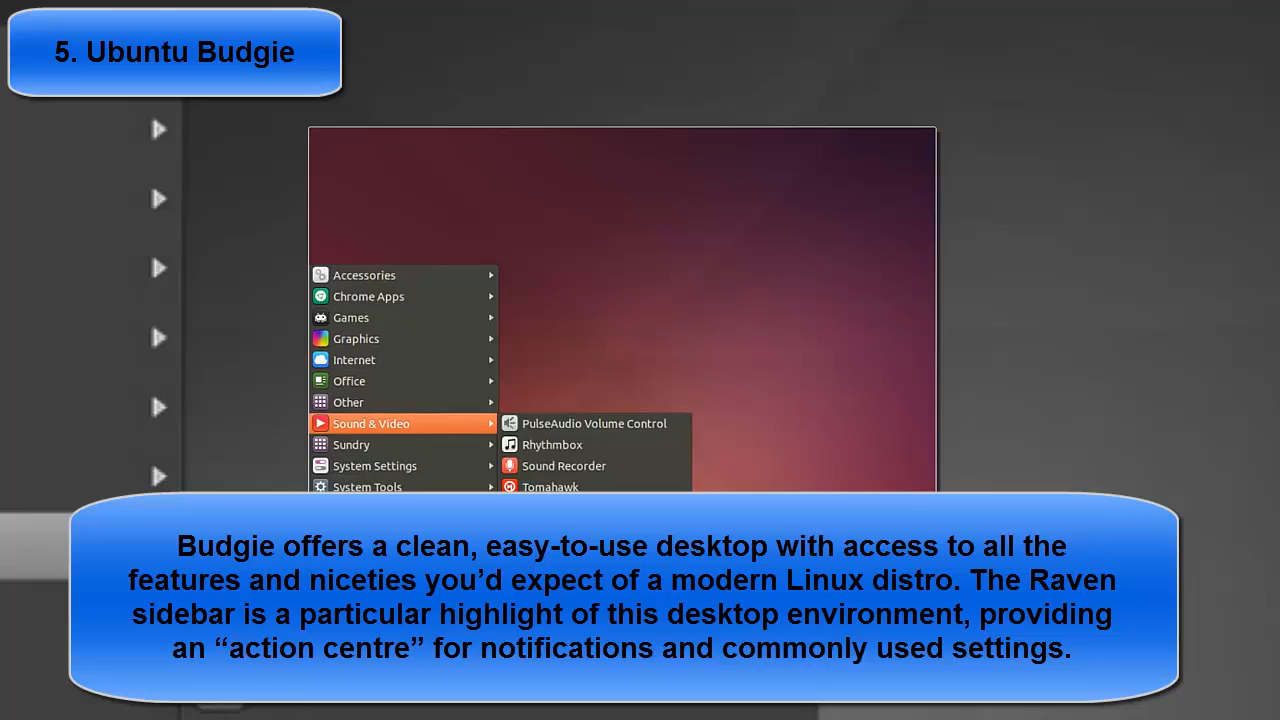 5. Ubuntu Budgie
Accessories
Chrome Apps
Games
Graphics
Internet
Office
Other
Sound & Video
PulseAudio Volume Control
Sundry
Rhythmbox
System Settings
Sound Recorder
System Tools
Tomahawk
Budgie offers a clean, easy-to-use desktop with access to all the
features and niceties you’d expect of a modern Linux distro. The Raven
sidebar is a particular highlight of this desktop environment, providing
an “action centre” for notifications and commonly used settings.